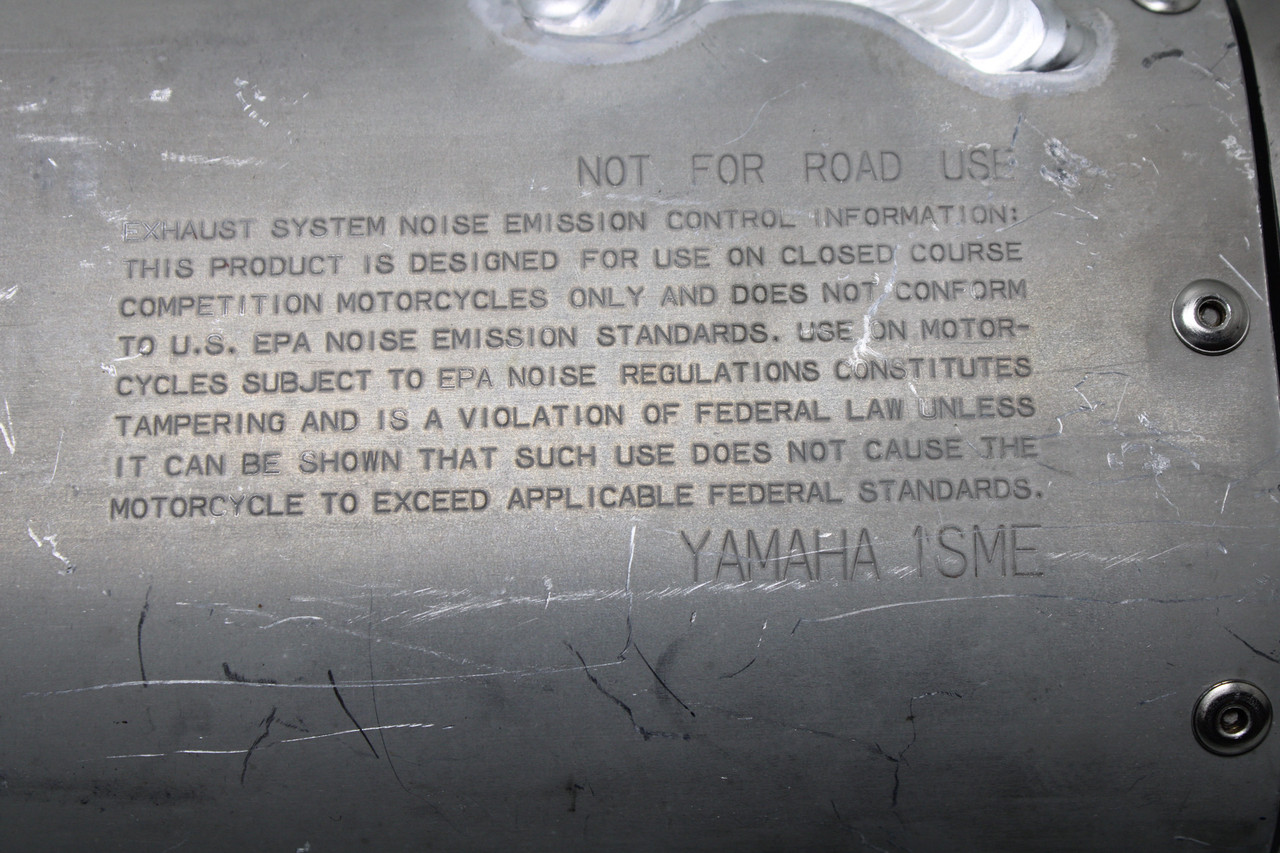 NOT FOR ROAD USE
EXHAUST SYSTEM NOISE EMISSION CONTROL INFORMATION:
THIS PRODUCT IS DESIGNED FOR USE ON CLOSED COURSE
COMPETITION MOTORCYCLES ONLY AND DOES NOT CONFORM
TO U.S. EPA NOISE EMISSION STANDARDS. USE ON MOTOR-
CYCLES SUBJECT TO EPA NOISE REGULATIONS CONSTITUTES
TAMPERING AND IS A VIOLATION OF FEDERAL LAW UNLESS
IT CAN BE SHOWN THAT SUCH USE DOES NOT CAUSE THE
MOTORCYCLE TO EXCEED APPLICABLE FEDERAL STANDARDS.
YAMAHA 1SME